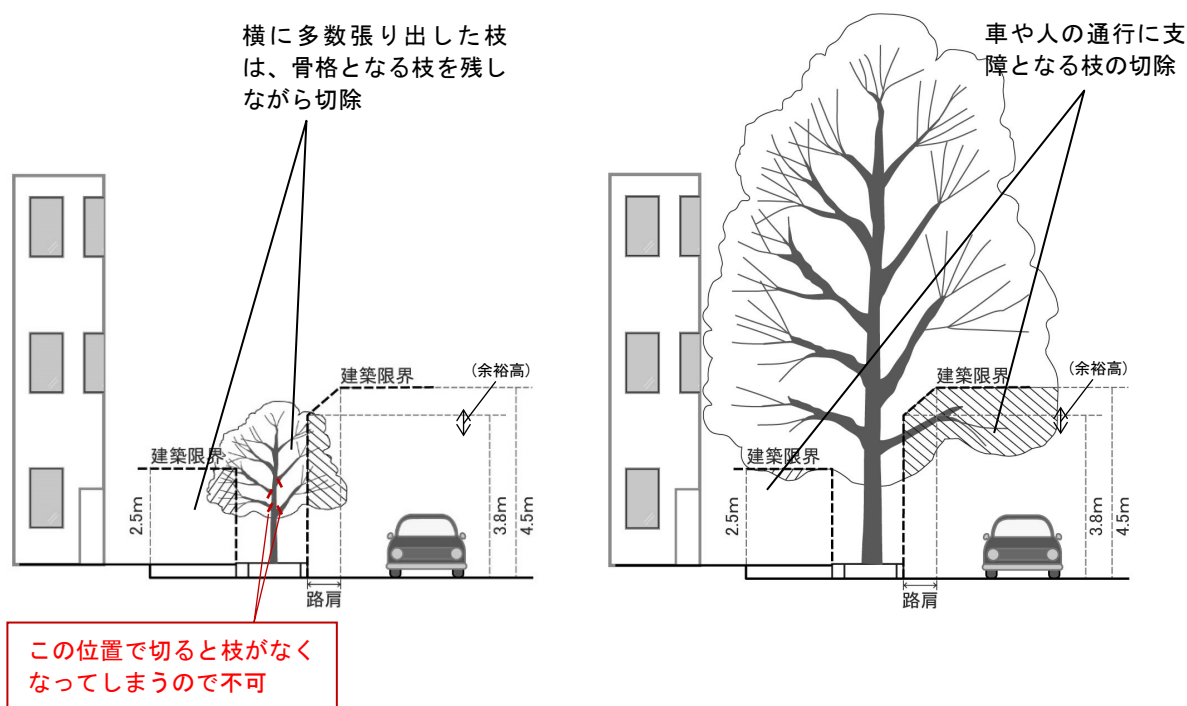 横に多数張り出した枝
は、骨格となる枝を残し
ながら切除
建築限界
(余裕高)
建築限界
2.5m
3.8m
4.5m
路肩
この位置で切ると枝がなく
なってしまうので不可
車や人の通行に支
障となる枝の切除
建築限界
(余裕高)
建築限界
2.5m
3.8m
4.5m
路肩